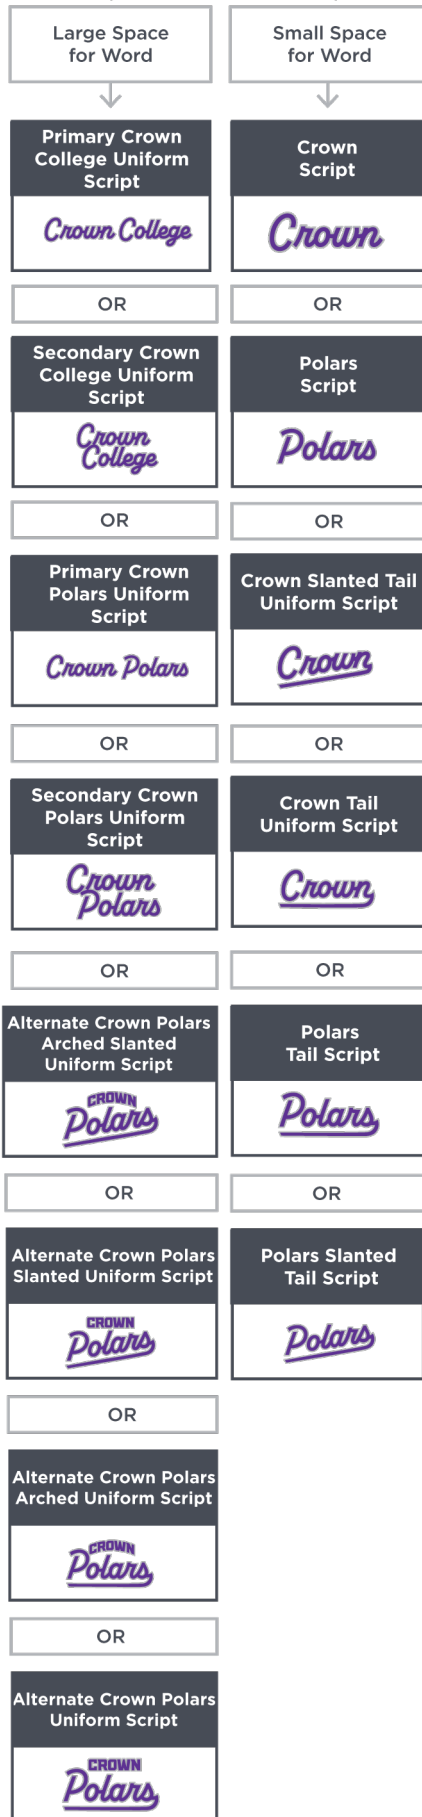 Large Space
for Word
Primary Crown
College Uniform
Script
Crown College
OR
Secondary Crown
College Uniform
Script
Crown
College
OR
Primary Crown
Polars Uniform
Script
Crown Polars
OR
Secondary Crown
Polars Uniform
Script
Crown
Polars
OR
Alternate Crown Polars
Arched Slanted
Uniform Script
CROWN
Polars
OR
Alternate Crown Polars
Slanted Uniform Script
CROWN
Polars
OR
Alternate Crown Polars
Arched Uniform Script
CROWN
Polars
OR
Alternate Crown Polars
Uniform Script
CROWN
Polars
Small Space
for Word
Crown
Script
Crown
OR
Polars
Script
Polars
OR
Crown Slanted Tail
Uniform Script
Crown
OR
Crown Tail
Uniform Script
Crown
OR
Polars
Tail Script
Polars
OR
Polars Slanted
Tail Script
Polars